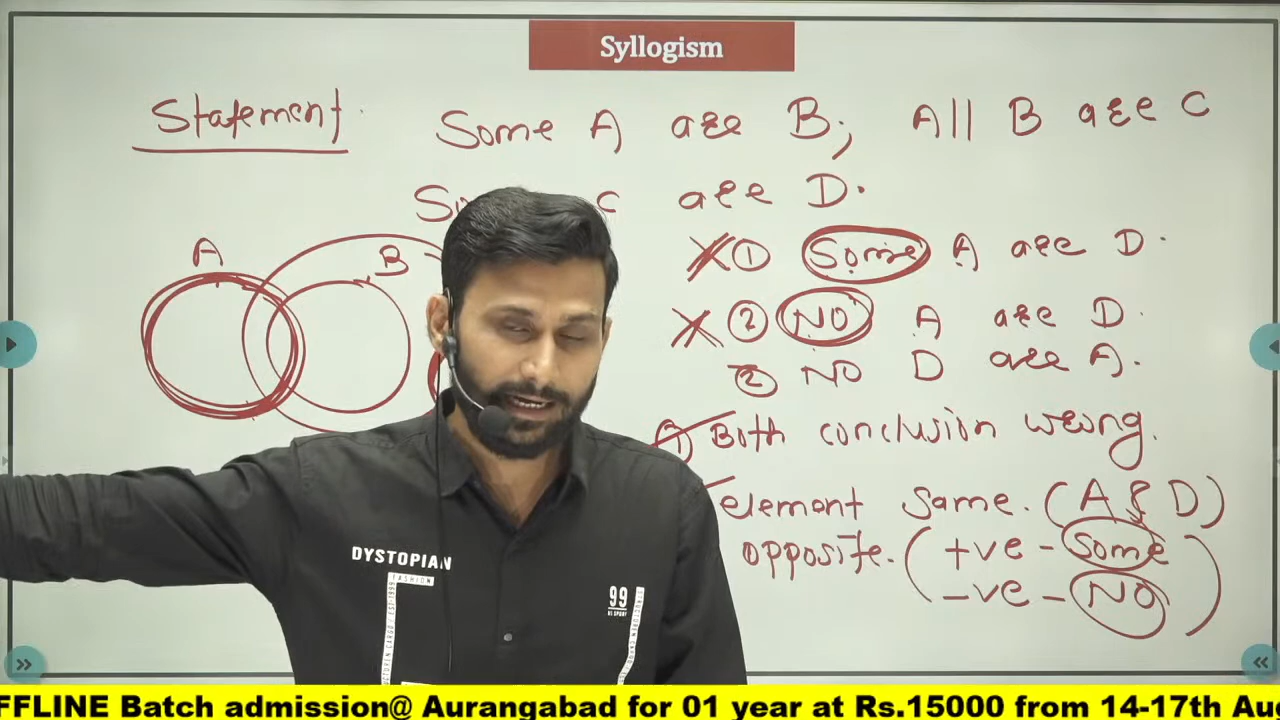 Syllogism
Statement Some A are B; All B are C
C are D.
A B
① Some A are D.
② NO A are D.
② NO D are A.
Both conclusion wrong.
element same. (A & D)
opposite. (+ve - Some
-ve - NO)
DYSTOPIAN
FASHION
99
FFLINE Batch admission@ Aurangabad for 01 year at Rs.15000 from 14-17th Au